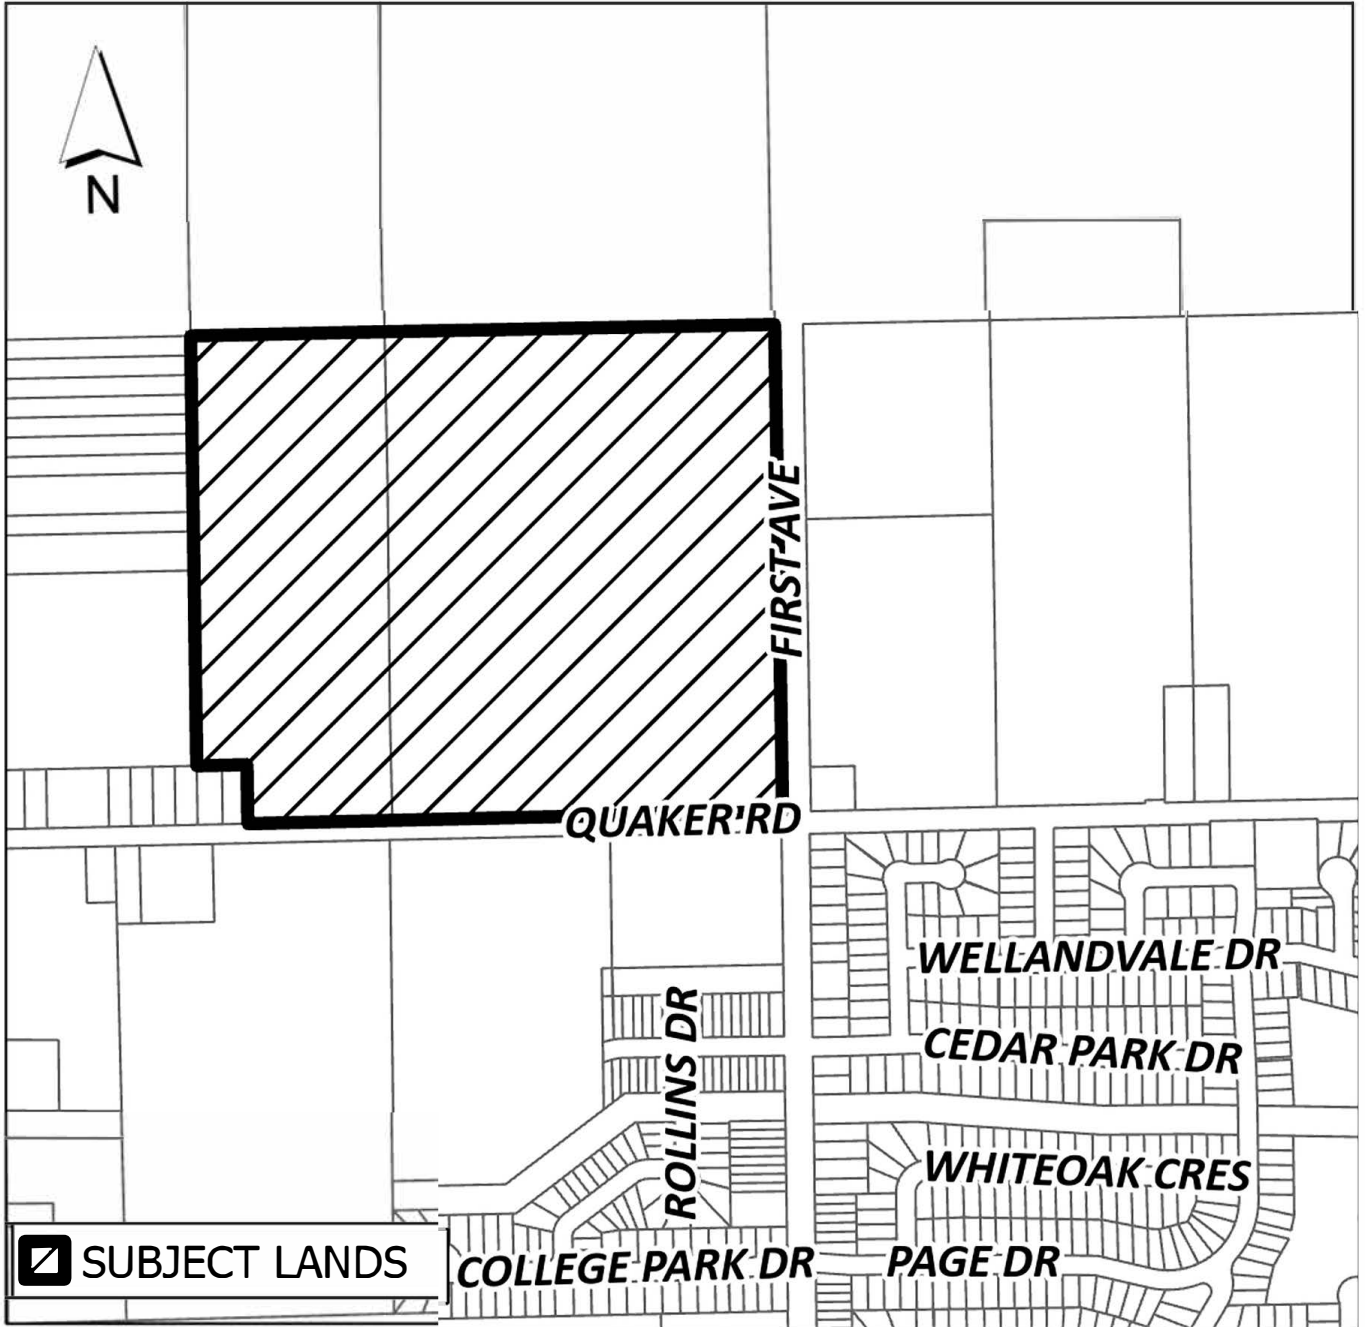 N
FIRST AVE
QUAKER RD
WELLANDVALE DR
ROLLINS DR
CEDAR PARK DR
WHITEOAK CRES
SUBJECT LANDS
COLLEGE PARK DR
PAGE DR